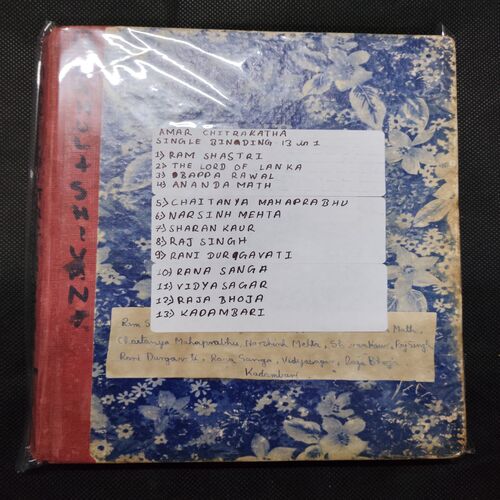 AMAR CHITRAKATHA
SINGLE BINDING 13 in 1
1) RAM SHASTRI
2) THE LORD OF LANKA
3) BAPPA RAWAL
4) ANANDA MATH
5) CHAITANYA MAHAPRABHU
6) NARSINH MEHTA
7) SHARAN KAUR
8) RAJ SINGH
9) RANI DURGAVATI
10) RANA SANGA
11) VIDYASAGAR
12) RAJA BHOJA
13) KADAMBARI
Ram Math,
Chaitanya Mahaprabhu, Narshinh Mehta, Raj Singh
Rani Durgavati, Rana Sanga, Vidyasagar, Raja Bhoja
Kadambari